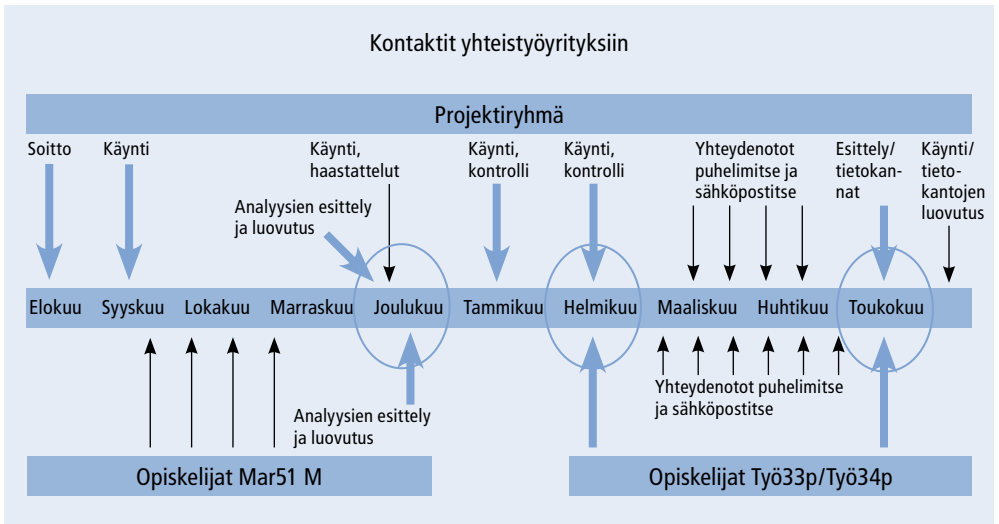 Kontaktit yhteistyöyrityksiin
Projektiryhmä
Soitto
Käynti
Käynti,
haastattelut
Analyysien esittely
ja luovutus
Käynti,
kontrolli
Käynti,
kontrolli
Yhteydenotot
puhelimitse ja
sähköpostitse
Esittely/
tietokan-
nat
Käynti/
tieto-
kantojen
luovutus
Elokuu Syyskuu Lokakuu Marraskuu Joulukuu Tammikuu Helmikuu Maaliskuu Huhtikuu Toukokuu
Analyysien esittely
ja luovutus
Yhteydenotot puhelimitse
ja sähköpostitse
Opiskelijat Mar51 M
Opiskelijat Työ33p/Työ34p